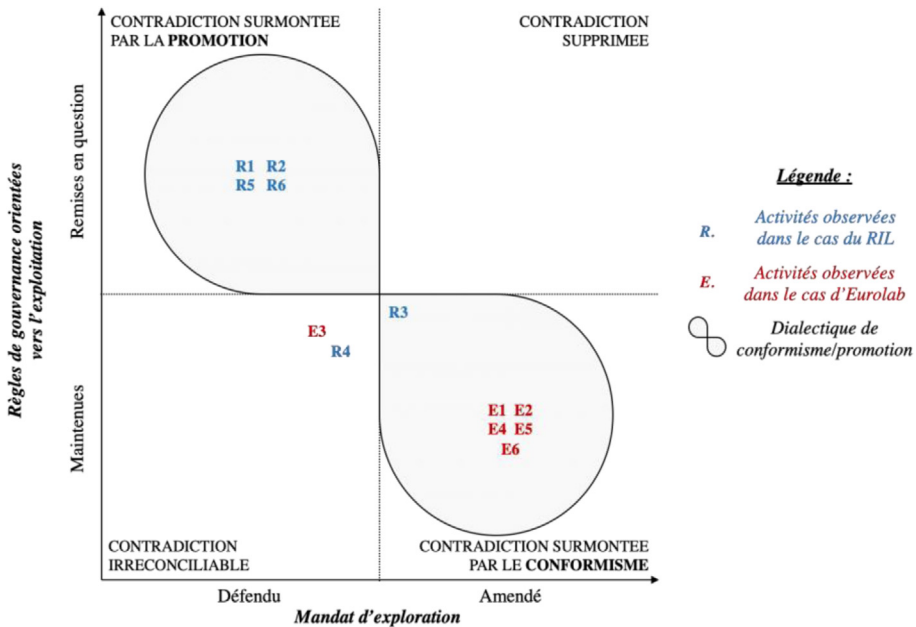 CONTRADICTION SURMONTEE
PAR LA PROMOTION
CONTRADICTION
SUPPRIMEE
Règles de gouvernance orientées
vers l'exploitation
Remises en question
Maintenues
R1 R2
R5 R6
R3
E3
R4
E1 E2
E4 E5
E6
CONTRADICTION
IRRECONCILIABLE
CONTRADICTION SURMONTEE
PAR LE CONFORMISME
Défendu
Amendé
Mandat d'exploration
Légende :
R. Activités observées
dans le cas du RIL
E. Activités observées
dans le cas d'Eurolab
Dialectique de
conformisme/promotion